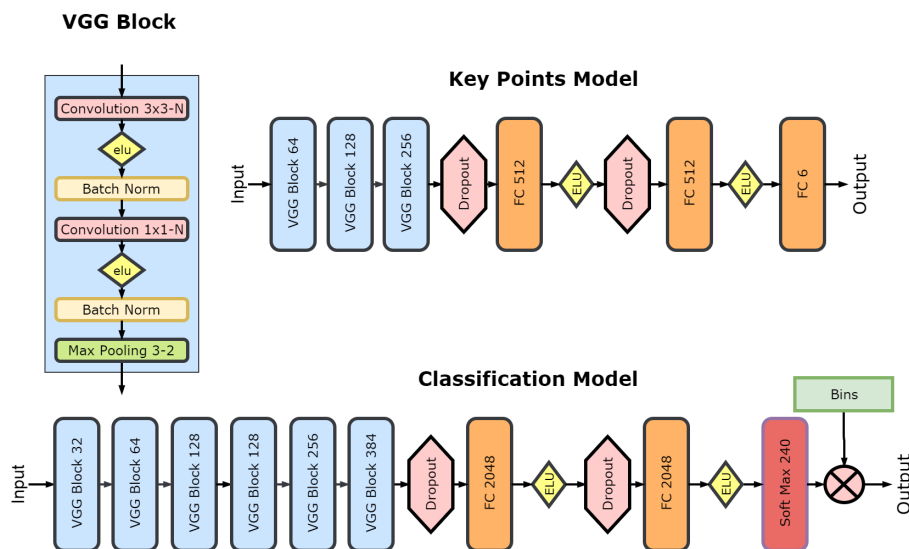 VGG Block
Convolution 3x3-N
elu
Batch Norm
Convolution 1x1-N
elu
Batch Norm
Max Pooling 3-2
Key Points Model
Input
VGG Block 64
VGG Block 128
VGG Block 256
Dropout
FC 512
ELU
Dropout
FC 512
ELU
FC 6
Output
Classification Model
Input
VGG Block 32
VGG Block 64
VGG Block 128
VGG Block 128
VGG Block 256
VGG Block 384
Dropout
FC 2048
ELU
Dropout
FC 2048
ELU
Soft Max 240
Bins
Output